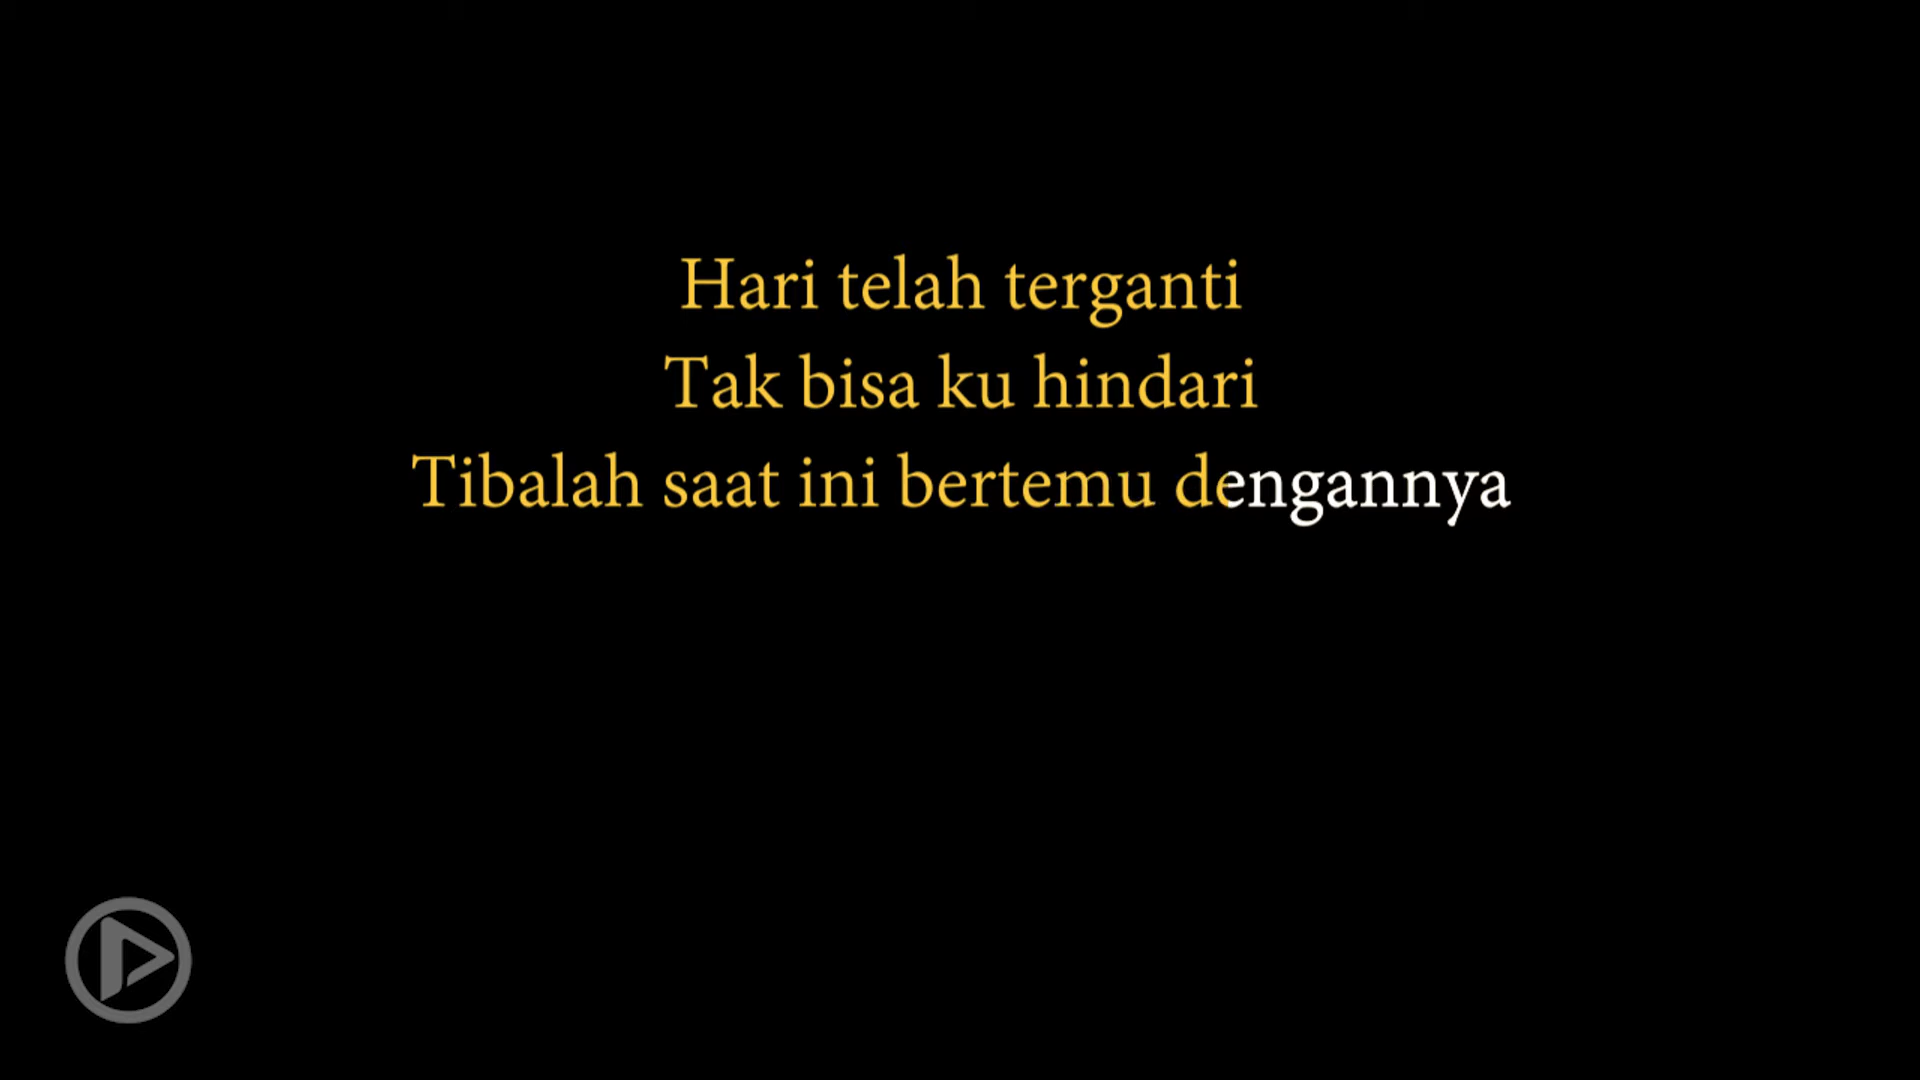 Hari telah terganti
Tak bisa ku hindari
Tibalah saat ini bertemu dengannya